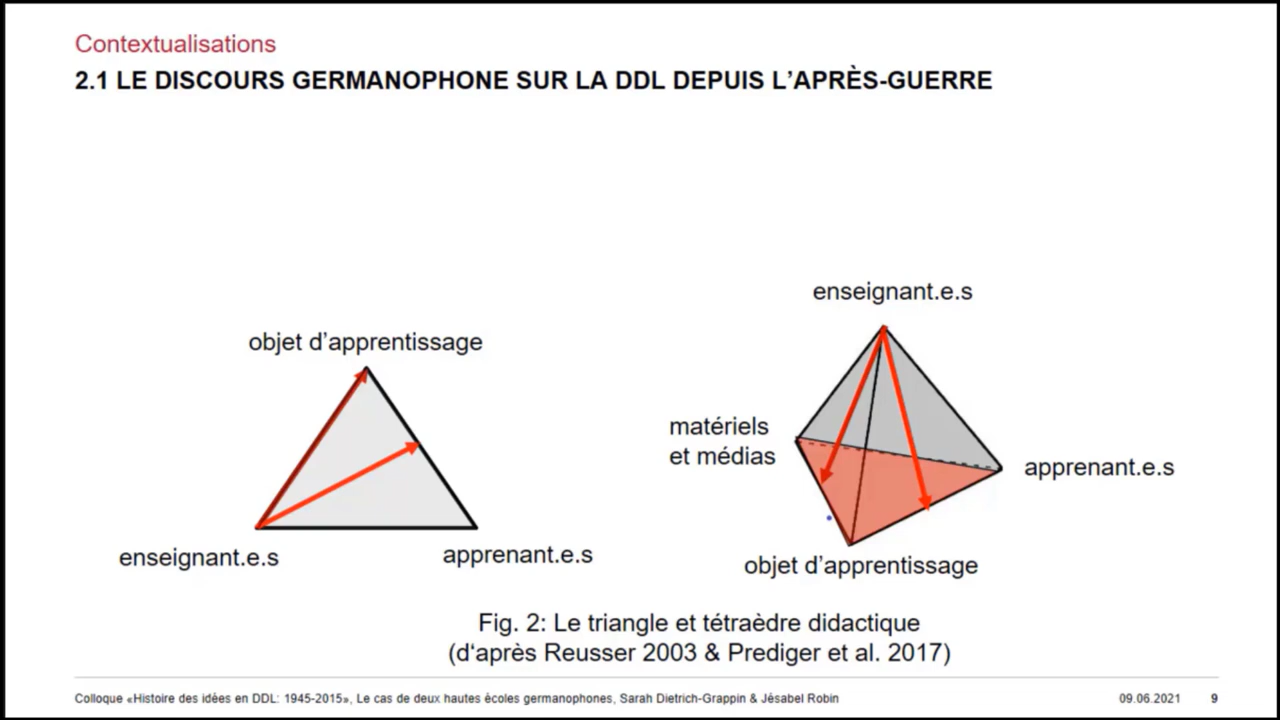 Contextualisations
2.1 LE DISCOURS GERMANOPHONE SUR LA DDL DEPUIS L'APRÈS-GUERRE
enseignant.e.s
objet d'apprentissage
matériels
et médias
apprenant.e.s
enseignant.e.s
apprenant.e.s
objet d'apprentissage
Fig. 2: Le triangle et tétraèdre didactique
(d‘après Reusser 2003 & Prediger et al. 2017)
Colloque «Histoire des idées en DDL: 1945-2015», Le cas de deux hautes écoles germanophones, Sarah Dietrich-Grappin & Jésabel Robin
09.06.2021
9